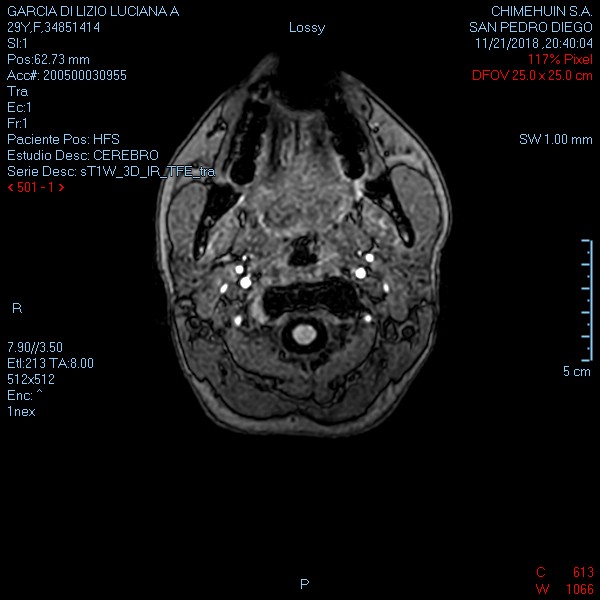 GARCIA DI LIZIO LUCIANA A
29Y,F,34851414
Sl:1
Pos:62.73 mm
Acc#: 200500030955
Tra
Ec:1
Fr:1
Paciente Pos: HFS
Estudio Desc: CEREBRO
Serie Desc: sT1W_3D_IR_TFE_tra
< 501 - 1 >
Lossy
CHIMEHUIN S.A.
SAN PEDRO DIEGO
11/21/2018 ,20:40:04
117% Pixel
DFOV 25.0 x 25.0 cm
SW 1.00 mm
R
7.90//3.50
Etl:213 TA:8.00
512x512
Enc: ^
1nex
5 cm
P
C 613
W 1066